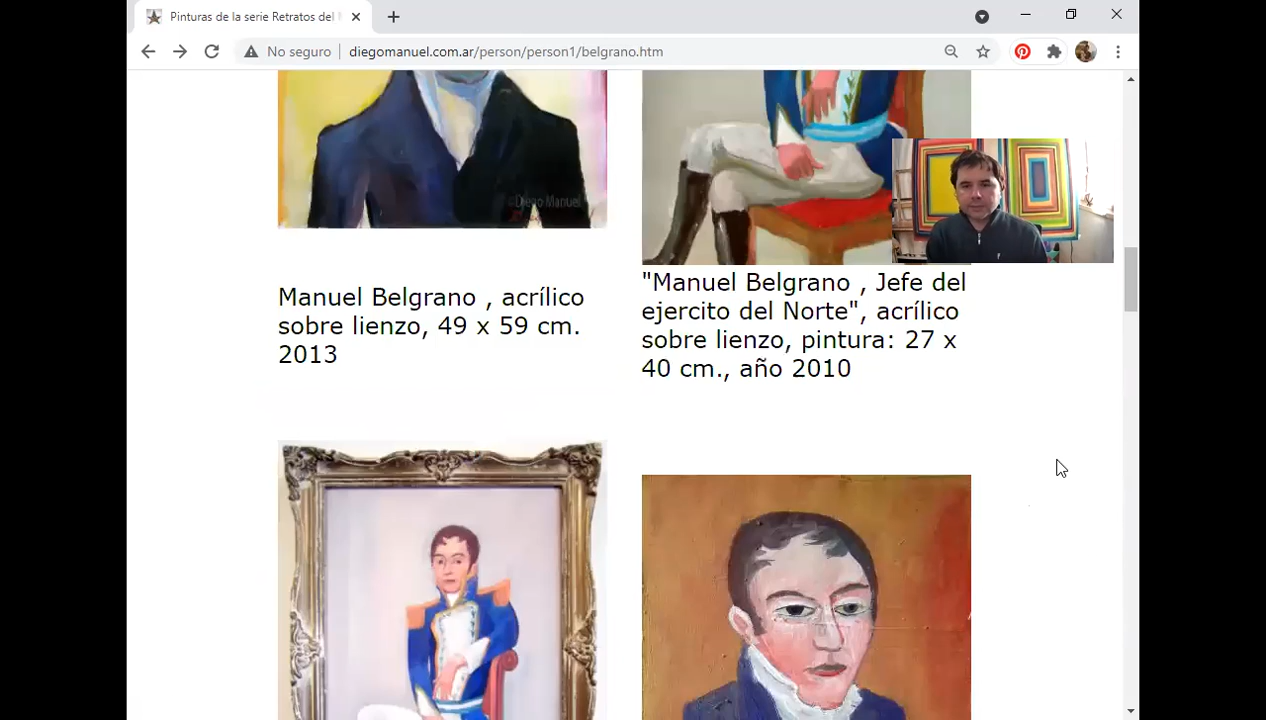 Pinturas de la serie Retratos del
No seguro
diegomanuel.com.ar/person/person1/belgrano.htm
©Diego Manuel
Manuel Belgrano , acrílico
sobre lienzo, 49 x 59 cm.
2013
"Manuel Belgrano , Jefe del
ejercito del Norte", acrílico
sobre lienzo, pintura: 27 x
40 cm., año 2010